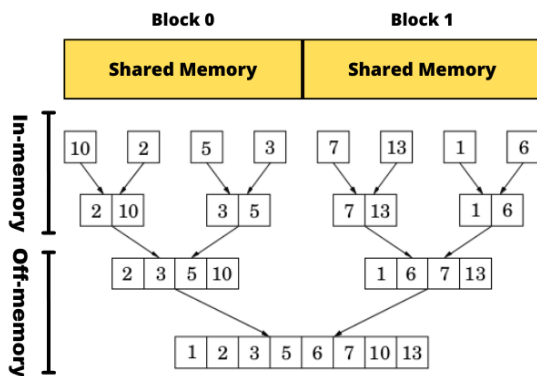 Block 0 Block 1
Shared Memory Shared Memory
In-memory
10 2 5 3 7 13 1 6
2 10 3 5 7 13 1 6
Off-memory
2 3 5 10 1 6 7 13
1 2 3 5 6 7 10 13